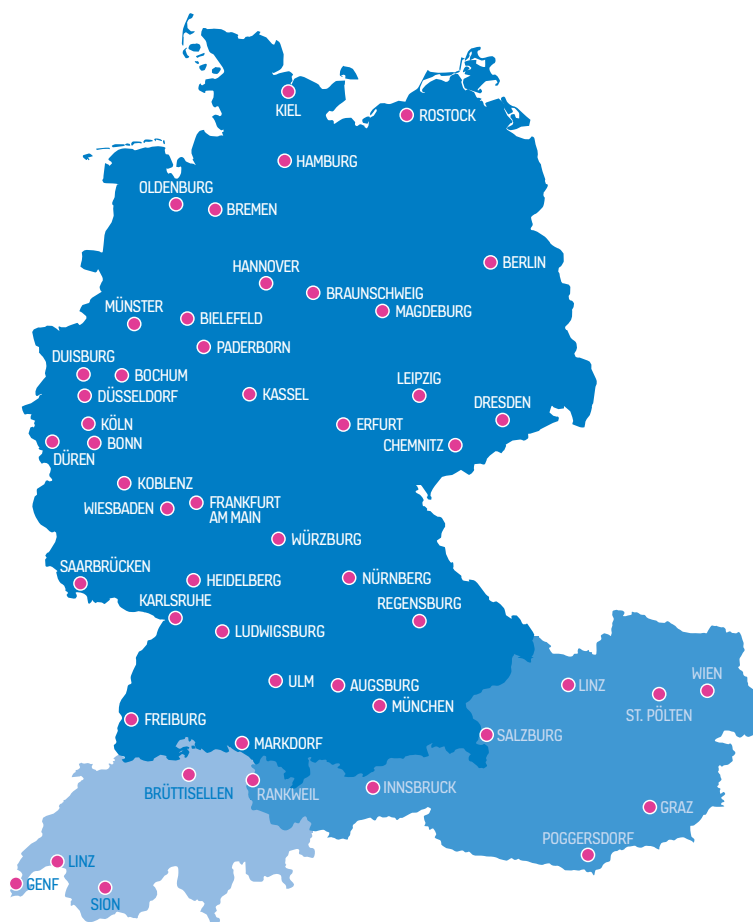 KIEL
ROSTOCK
HAMBURG
OLDENBURG
BREMEN
BERLIN
HANNOVER
BRAUNSCHWEIG
MAGDEBURG
MÜNSTER
BIELEFELD
PADERBORN
DUISBURG
BOCHUM
DÜSSELDORF
KASSEL
LEIPZIG
DRESDEN
KÖLN
ERFURT
BONN
CHEMNITZ
DÜREN
KOBLENZ
WIESBADEN
FRANKFURT
AM MAIN
WÜRZBURG
SAARBRÜCKEN
HEIDELBERG
NÜRNBERG
KARLSRUHE
REGENSBURG
LUDWIGSBURG
ULM
AUGSBURG
LINZ
WIEN
ST. PÖLTEN
MÜNCHEN
FREIBURG
MARKDORF
SALZBURG
BRÜTTISELLEN
RANKWEIL
INNSBRUCK
GRAZ
POGGERSDORF
LINZ
GENF
SION